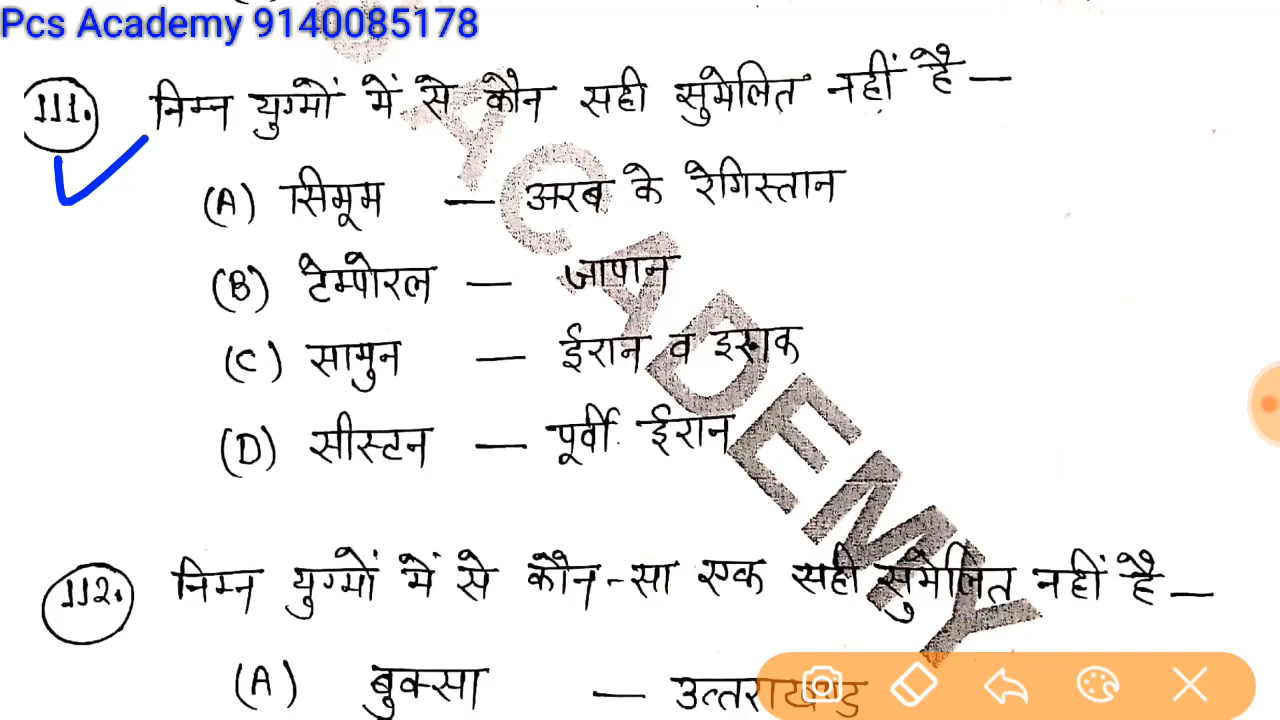 Pcs Academy 9140085178
111. निम्न युग्मों में से कौन सही सुमेलित नहीं है —
(A) सिमूम — अरब के रेगिस्तान
(B) टेम्पोरल — जापान
(C) सामुन — ईरान व इराक
(D) सीस्टन — पूर्वी ईरान
112. निम्न युग्मों में से कौन-सा एक सही सुमेलित नहीं है —
(A) बुक्सा — उत्तराखण्ड